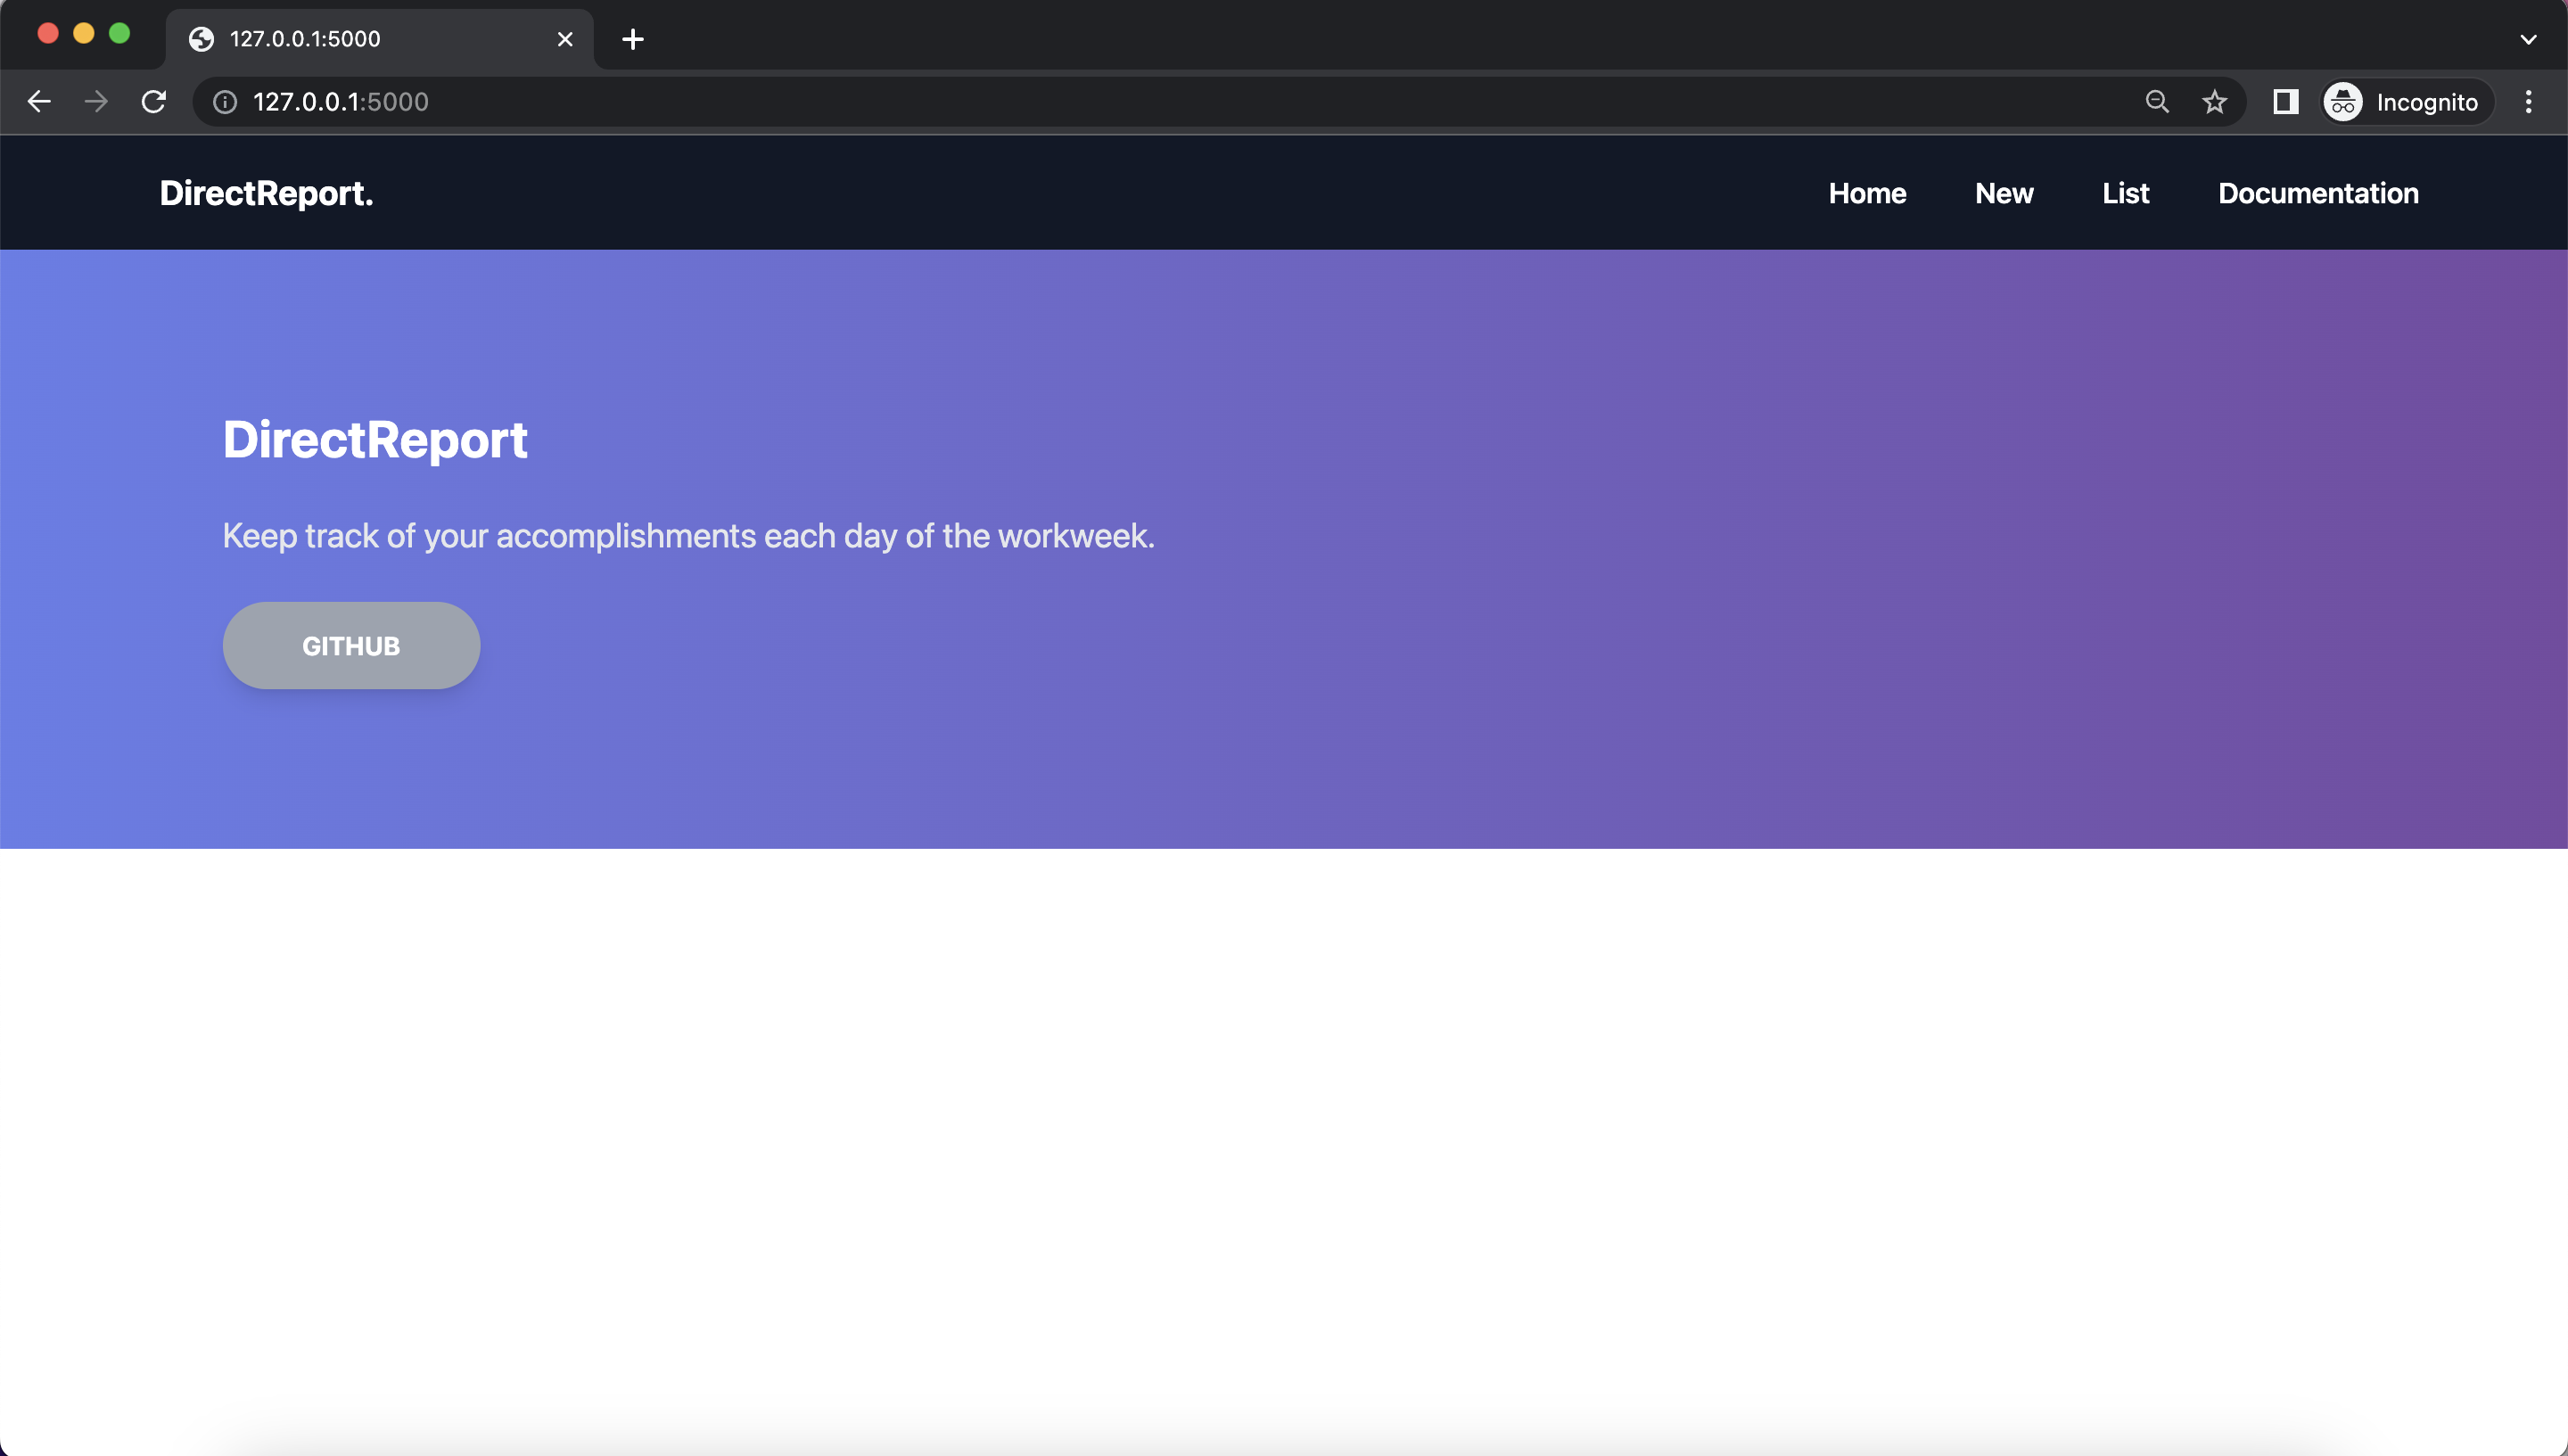 127.0.0.1:5000
127.0.0.1:5000
Incognito
DirectReport.
Home New List Documentation
DirectReport
Keep track of your accomplishments each day of the workweek.
GITHUB